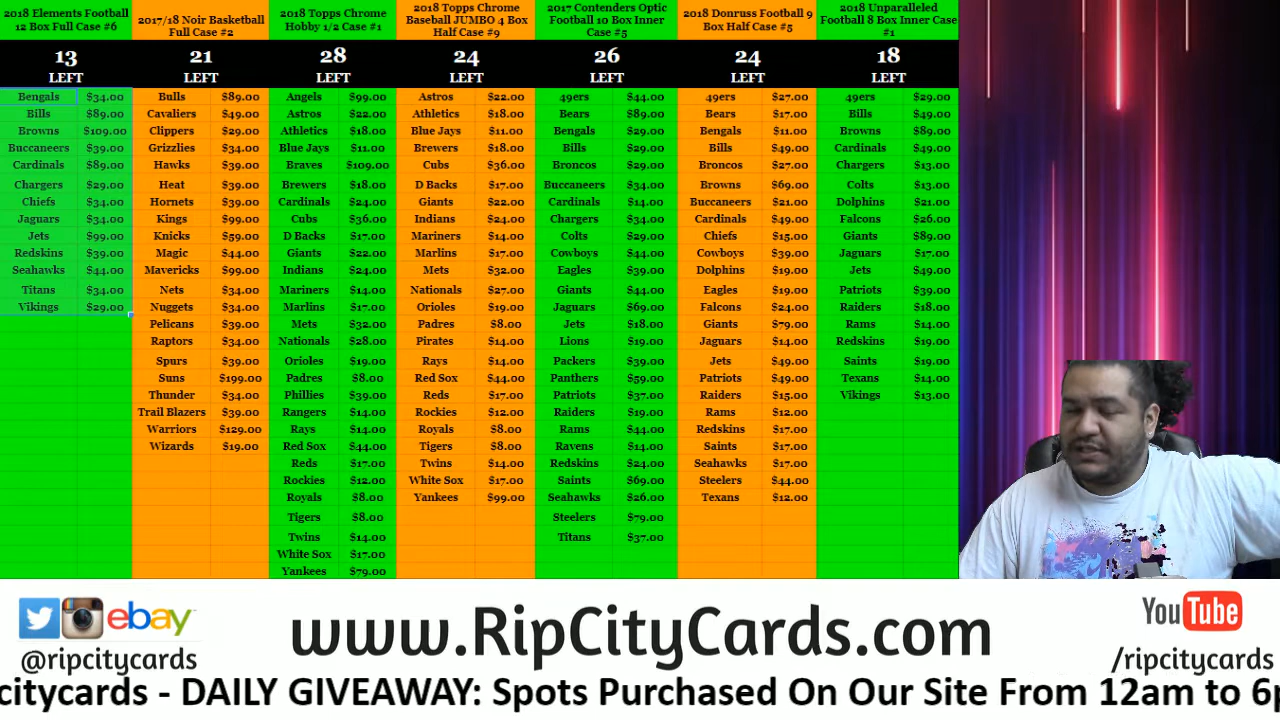 2018 Elements Football 12 Box Full Case #6
13
LEFT
Bengals $34.00
Bills $89.00
Browns $109.00
Buccaneers $39.00
Cardinals $89.00
Chargers $29.00
Chiefs $34.00
Jaguars $34.00
Jets $99.00
Redskins $39.00
Seahawks $44.00
Titans $34.00
Vikings $29.00
2017/18 Noir Basketball Full Case #2
21
LEFT
Bulls $89.00
Cavaliers $49.00
Clippers $29.00
Grizzlies $34.00
Hawks $39.00
Heat $39.00
Hornets $39.00
Kings $99.00
Knicks $59.00
Magic $44.00
Mavericks $99.00
Nets $34.00
Nuggets $34.00
Pelicans $39.00
Raptors $34.00
Spurs $39.00
Suns $199.00
Thunder $34.00
Trail Blazers $39.00
Warriors $129.00
Wizards $19.00
2018 Topps Chrome Hobby 1/2 Case #1
28
LEFT
Angels $99.00
Astros $22.00
Athletics $18.00
Blue Jays $11.00
Braves $109.00
Brewers $18.00
Cardinals $24.00
Cubs $36.00
D Backs $17.00
Giants $22.00
Indians $24.00
Mariners $14.00
Marlins $17.00
Mets $32.00
Nationals $28.00
Orioles $19.00
Padres $8.00
Phillies $39.00
Rangers $14.00
Rays $14.00
Red Sox $44.00
Reds $17.00
Rockies $12.00
Royals $8.00
Tigers $8.00
Twins $14.00
White Sox $17.00
Yankees $79.00
2018 Topps Chrome Baseball JUMBO 4 Box Half Case #9
24
LEFT
Astros $22.00
Athletics $18.00
Blue Jays $11.00
Brewers $18.00
Cubs $36.00
D Backs $17.00
Giants $22.00
Indians $24.00
Mariners $14.00
Marlins $17.00
Mets $32.00
Nationals $27.00
Orioles $19.00
Padres $8.00
Pirates $14.00
Rays $14.00
Red Sox $44.00
Reds $17.00
Rockies $12.00
Royals $8.00
Tigers $8.00
Twins $14.00
White Sox $17.00
Yankees $99.00
2017 Contenders Optic Football 10 Box Inner Case #5
26
LEFT
49ers $44.00
Bears $89.00
Bengals $29.00
Bills $29.00
Broncos $29.00
Buccaneers $34.00
Cardinals $14.00
Chargers $34.00
Colts $29.00
Cowboys $44.00
Eagles $39.00
Giants $44.00
Jaguars $69.00
Jets $18.00
Lions $19.00
Packers $39.00
Panthers $59.00
Patriots $37.00
Raiders $19.00
Rams $44.00
Ravens $14.00
Redskins $24.00
Saints $69.00
Seahawks $26.00
Steelers $79.00
Titans $37.00
2018 Donruss Football 9 Box Half Case #5
24
LEFT
49ers $27.00
Bears $17.00
Bengals $11.00
Bills $49.00
Broncos $27.00
Browns $69.00
Buccaneers $21.00
Cardinals $49.00
Chiefs $15.00
Cowboys $39.00
Dolphins $19.00
Eagles $19.00
Falcons $24.00
Giants $79.00
Jaguars $14.00
Jets $49.00
Patriots $49.00
Raiders $15.00
Rams $12.00
Redskins $17.00
Saints $17.00
Seahawks $17.00
Steelers $44.00
Texans $12.00
2018 Unparalleled Football 8 Box Inner Case #1
18
LEFT
49ers $29.00
Bills $49.00
Browns $89.00
Cardinals $49.00
Chargers $13.00
Colts $13.00
Dolphins $21.00
Falcons $26.00
Giants $89.00
Jaguars $17.00
Jets $49.00
Patriots $39.00
Raiders $18.00
Rams $14.00
Redskins $19.00
Saints $19.00
Texans $14.00
Vikings $13.00
ebay
@ripcitycards
www.RipCityCards.com
YouTube
/ripcitycards
citycards - DAILY GIVEAWAY: Spots Purchased On Our Site From 12am to 6p